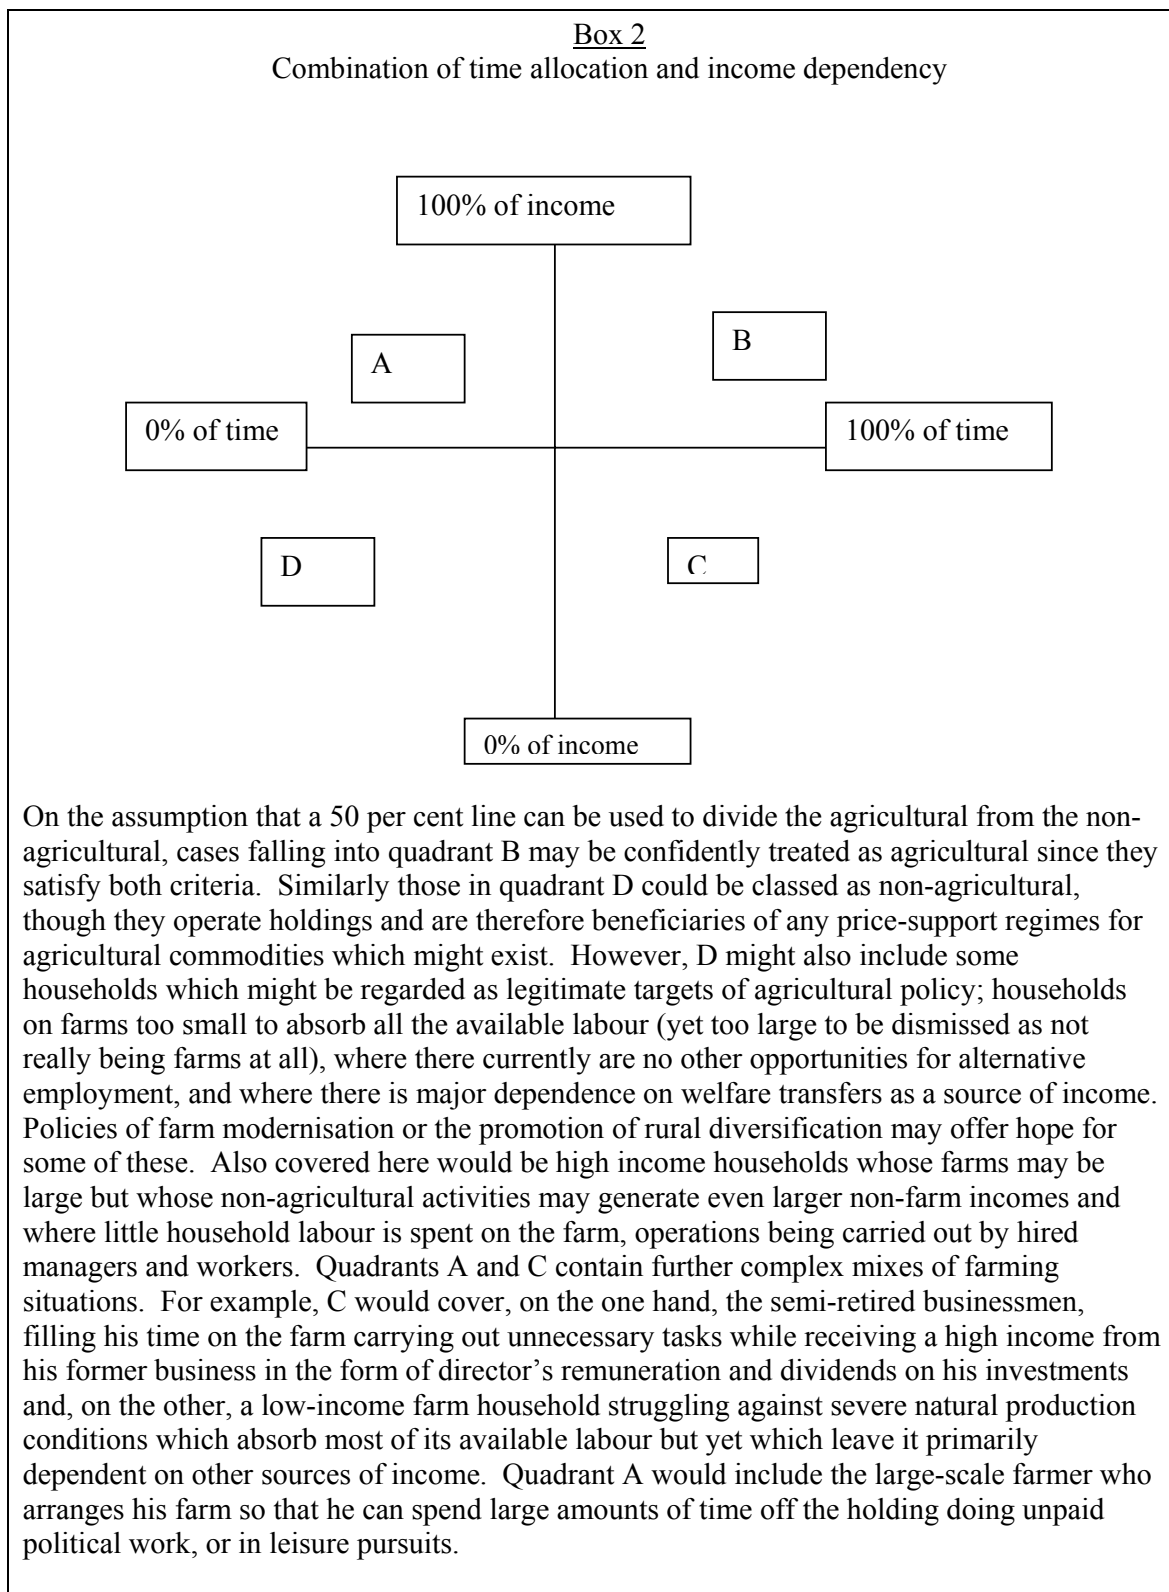 Box 2
Combination of time allocation and income dependency
100% of income
B
A
0% of time
100% of time
D
C
0% of income
On the assumption that a 50 per cent line can be used to divide the agricultural from the non-
agricultural, cases falling into quadrant B may be confidently treated as agricultural since they
satisfy both criteria.  Similarly those in quadrant D could be classed as non-agricultural,
though they operate holdings and are therefore beneficiaries of any price-support regimes for
agricultural commodities which might exist.  However, D might also include some
households which might be regarded as legitimate targets of agricultural policy; households
on farms too small to absorb all the available labour (yet too large to be dismissed as not
really being farms at all), where there currently are no other opportunities for alternative
employment, and where there is major dependence on welfare transfers as a source of income.
Policies of farm modernisation or the promotion of rural diversification may offer hope for
some of these.  Also covered here would be high income households whose farms may be
large but whose non-agricultural activities may generate even larger non-farm incomes and
where little household labour is spent on the farm, operations being carried out by hired
managers and workers.  Quadrants A and C contain further complex mixes of farming
situations.  For example, C would cover, on the one hand, the semi-retired businessmen,
filling his time on the farm carrying out unnecessary tasks while receiving a high income from
his former business in the form of director’s remuneration and dividends on his investments
and, on the other, a low-income farm household struggling against severe natural production
conditions which absorb most of its available labour but yet which leave it primarily
dependent on other sources of income.  Quadrant A would include the large-scale farmer who
arranges his farm so that he can spend large amounts of time off the holding doing unpaid
political work, or in leisure pursuits.